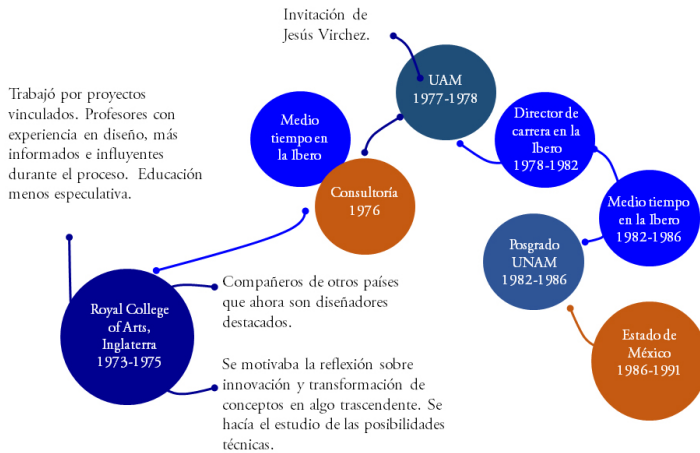 Invitación de
Jesús Virchez.
UAM
1977-1978
Trabajó por proyectos
vinculados. Profesores con
experiencia en diseño, más
informados e influyentes
durante el proceso.  Educación
menos especulativa.
Medio
tiempo en
la Ibero
Consultoría
1976
Director de
carrera en la
Ibero
1978-1982
Medio tiempo
en la Ibero
1982-1986
Posgrado
UNAM
1982-1986
Royal College
of Arts,
Inglaterra
1973-1975
Compañeros de otros países
que ahora son diseñadores
destacados.
Estado de
México
1986-1991
Se motivaba la reflexión sobre
innovación y transformación de
conceptos en algo trascendente. Se
hacía el estudio de las posibilidades
técnicas.